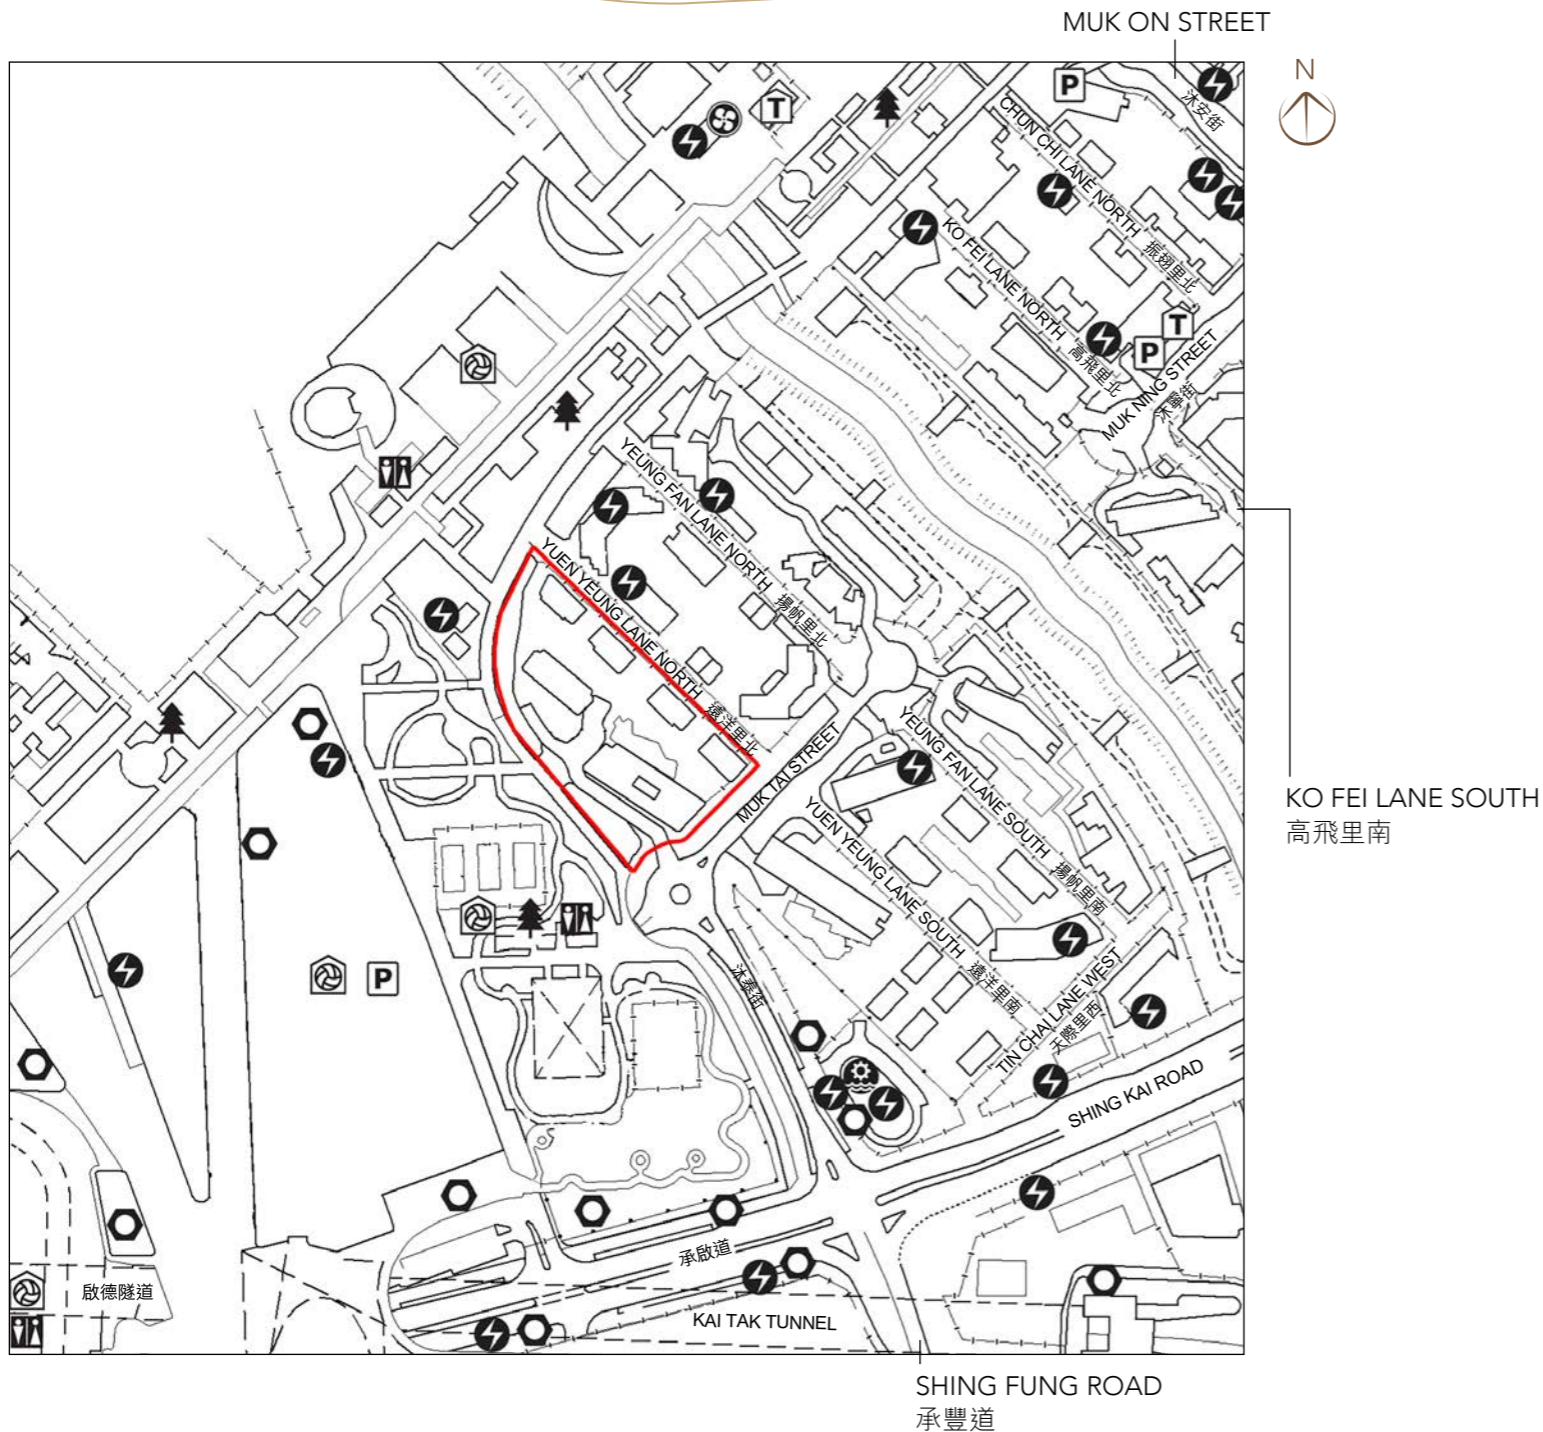 MUK ON STREET
N
P
沐安街
T
CHUN CHI LANE NORTH 振翅里北
KO FEI LANE NORTH 高飛里北
T
P
MUK NING STREET
沐寧街
YEUNG FAN LANE NORTH 揚帆里北
YUEN YEUNG LANE NORTH 遠洋里北
MUK TAI STREET
YEUNG FAN LANE SOUTH 揚帆里南
YUEN YEUNG LANE SOUTH 遠洋里南
KO FEI LANE SOUTH
高飛里南
P
沐泰街
TIN CHAI LANE WEST
天際里西
SHING KAI ROAD
承啟道
啟德隧道
KAI TAK TUNNEL
SHING FUNG ROAD
承豐道